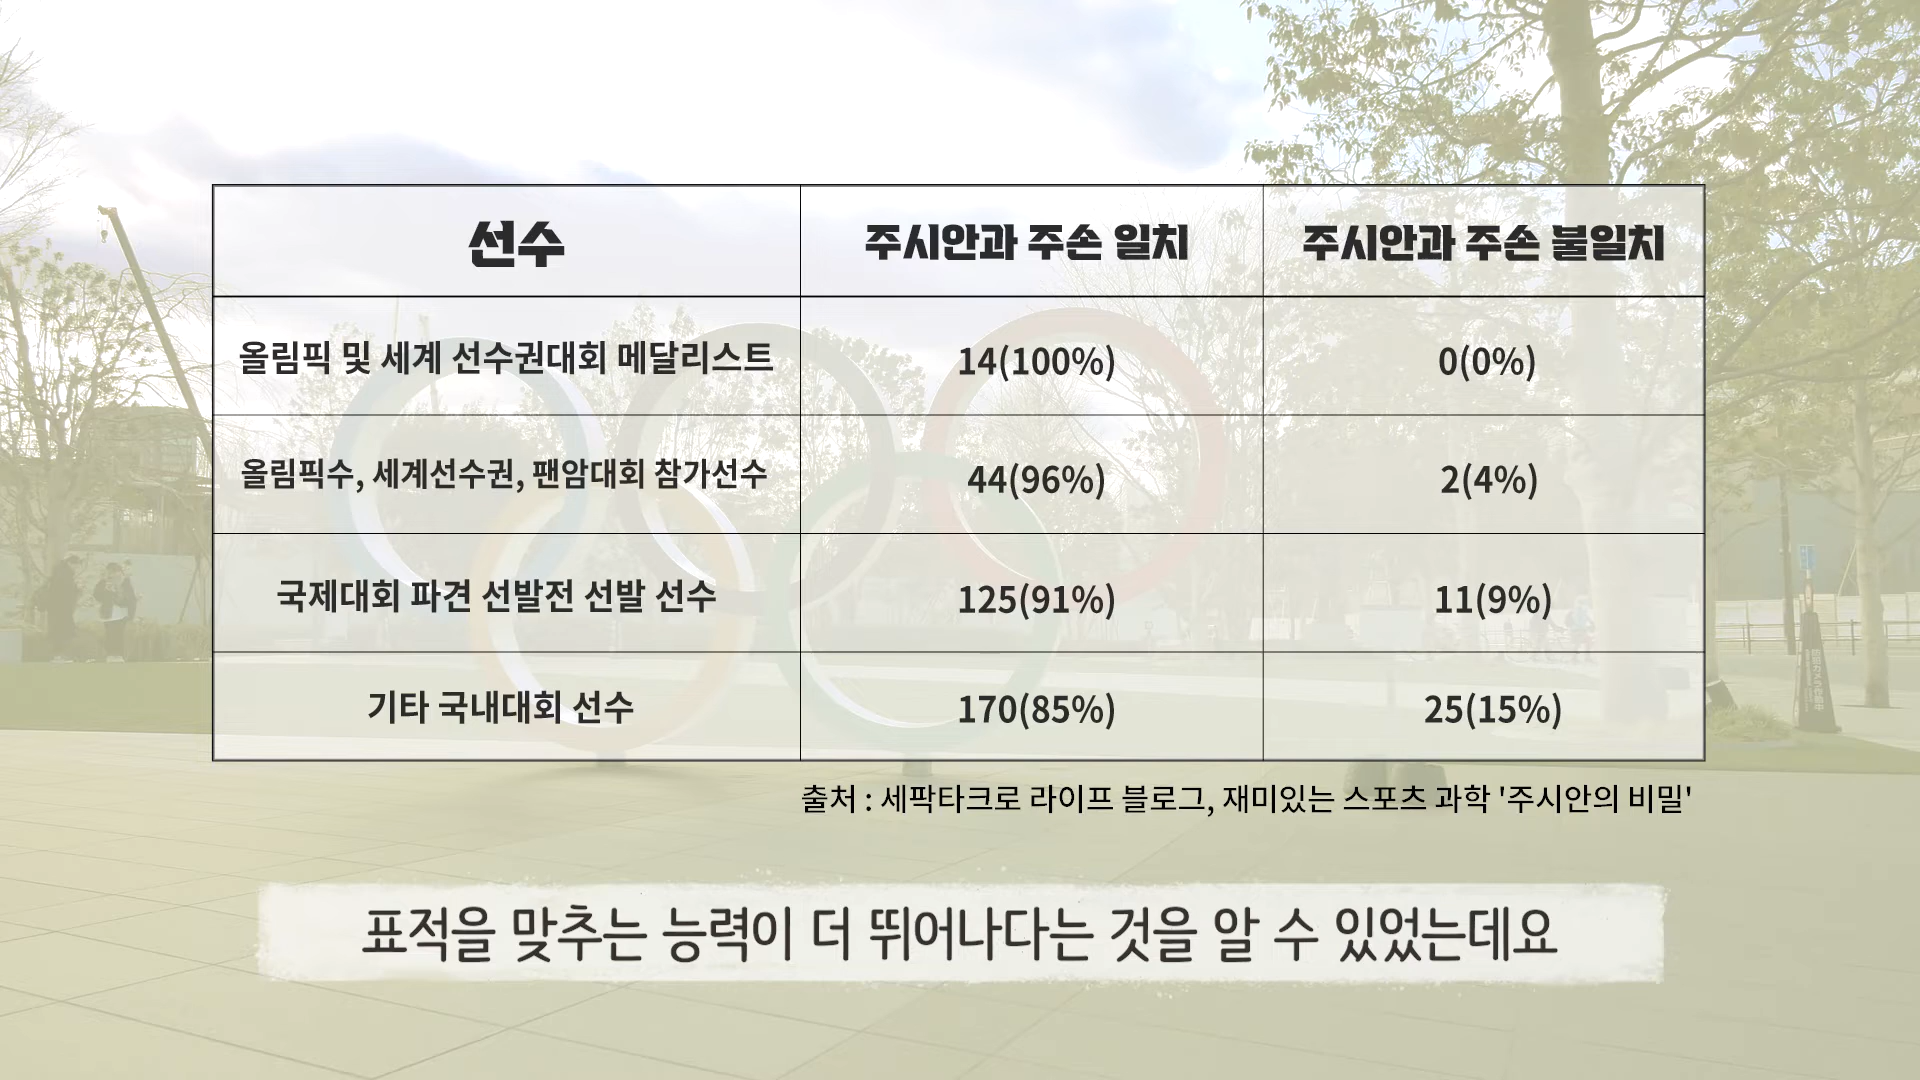 선수 주시안과 주손 일치 주시안과 주손 불일치
올림픽 및 세계 선수권대회 메달리스트 14(100%) 0(0%)
올림픽수, 세계선수권, 팬암대회 참가선수 44(96%) 2(4%)
국제대회 파견 선발전 선발 선수 125(91%) 11(9%)
기타 국내대회 선수 170(85%) 25(15%)
출처 : 세팍타크로 라이프 블로그, 재미있는 스포츠 과학 '주시안의 비밀'
표적을 맞추는 능력이 더 뛰어나다는 것을 알 수 있었는데요